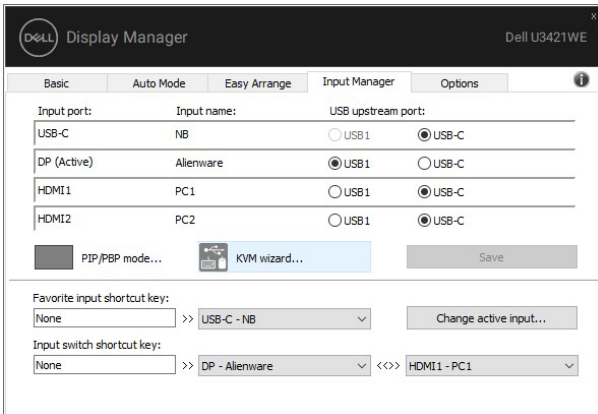 x
DELL Display Manager Dell U3421WE
Basic Auto Mode Easy Arrange Input Manager Options i
Input port: Input name: USB upstream port:
USB-C NB USB1 USB-C
DP (Active) Alienware USB1 USB-C
HDMI1 PC1 USB1 USB-C
HDMI2 PC2 USB1 USB-C
PIP/PBP mode... KVM wizard... Save
Favorite input shortcut key:
None >> USB-C - NB Change active input...
Input switch shortcut key:
None >> DP - Alienware <<>> HDMI1 - PC1